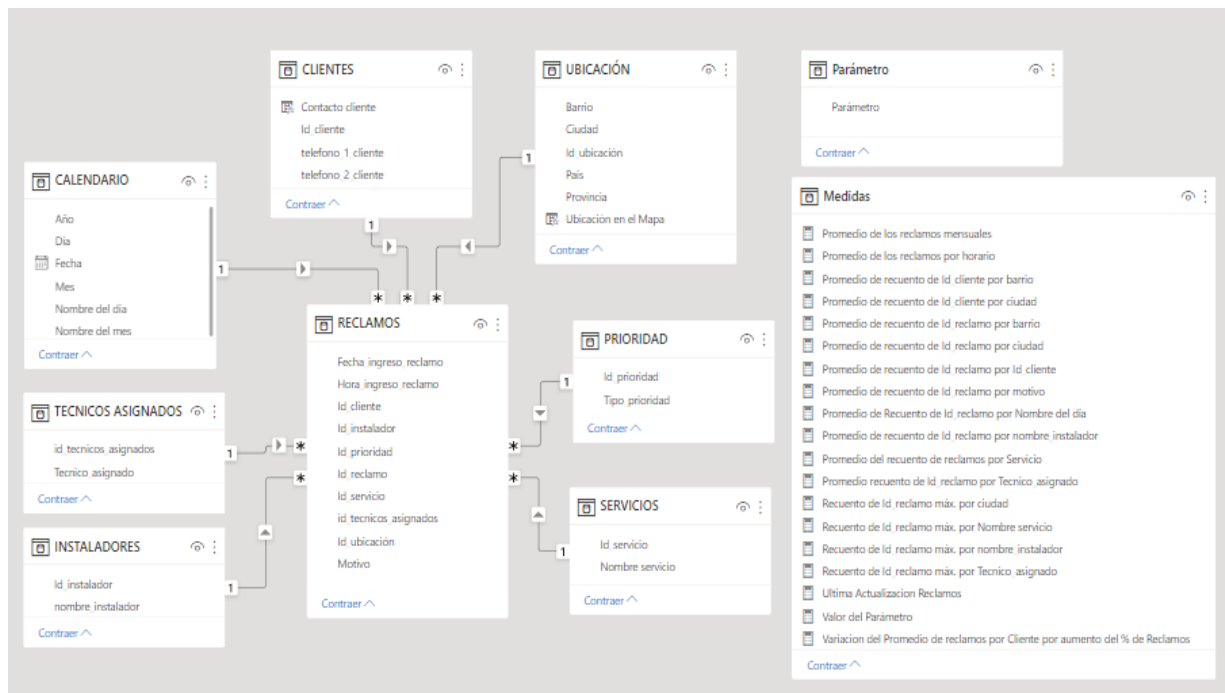 CLIENTES
Contacto cliente
Id_cliente
telefono_1_cliente
telefono_2_cliente
Contraer
UBICACIÓN
Barrio
Ciudad
Id_ubicación
País
Provincia
Ubicación en el Mapa
Contraer
Parámetro
Parámetro
Contraer
CALENDARIO
Año
Día
Fecha
Mes
Nombre del día
Nombre del mes
Contraer
1
1
1
*
*
*
RECLAMOS
Fecha_ingreso_reclamo
Hora_ingreso_reclamo
Id_cliente
Id_instalador
Id_prioridad
Id_reclamo
Id_servicio
id_tecnicos_asignados
Id_ubicación
Motivo
Contraer
PRIORIDAD
Id_prioridad
Tipo_prioridad
Contraer
1
*
TECNICOS ASIGNADOS
id_tecnicos_asignados
Tecnico_asignado
Contraer
1
*
INSTALADORES
Id_instalador
nombre_instalador
Contraer
1
*
SERVICIOS
Id_servicio
Nombre servicio
Contraer
1
*
Medidas
Promedio de los reclamos mensuales
Promedio de los reclamos por horario
Promedio de recuento de Id_cliente por barrio
Promedio de recuento de Id_cliente por ciudad
Promedio de recuento de Id_reclamo por barrio
Promedio de recuento de Id_reclamo por ciudad
Promedio de recuento de Id_reclamo por Id_cliente
Promedio de recuento de Id_reclamo por motivo
Promedio de Recuento de Id_reclamo por Nombre del día
Promedio de recuento de Id_reclamo por nombre_instalador
Promedio del recuento de reclamos por Servicio
Promedio recuento de Id_reclamo por Tecnico_asignado
Recuento de Id_reclamo máx. por ciudad
Recuento de Id_reclamo máx. por Nombre servicio
Recuento de Id_reclamo máx. por nombre_instalador
Recuento de Id_reclamo máx. por Tecnico_asignado
Ultima Actualizacion Reclamos
Valor del Parámetro
Variacion del Promedio de reclamos por Cliente por aumento del % de Reclamos
Contraer